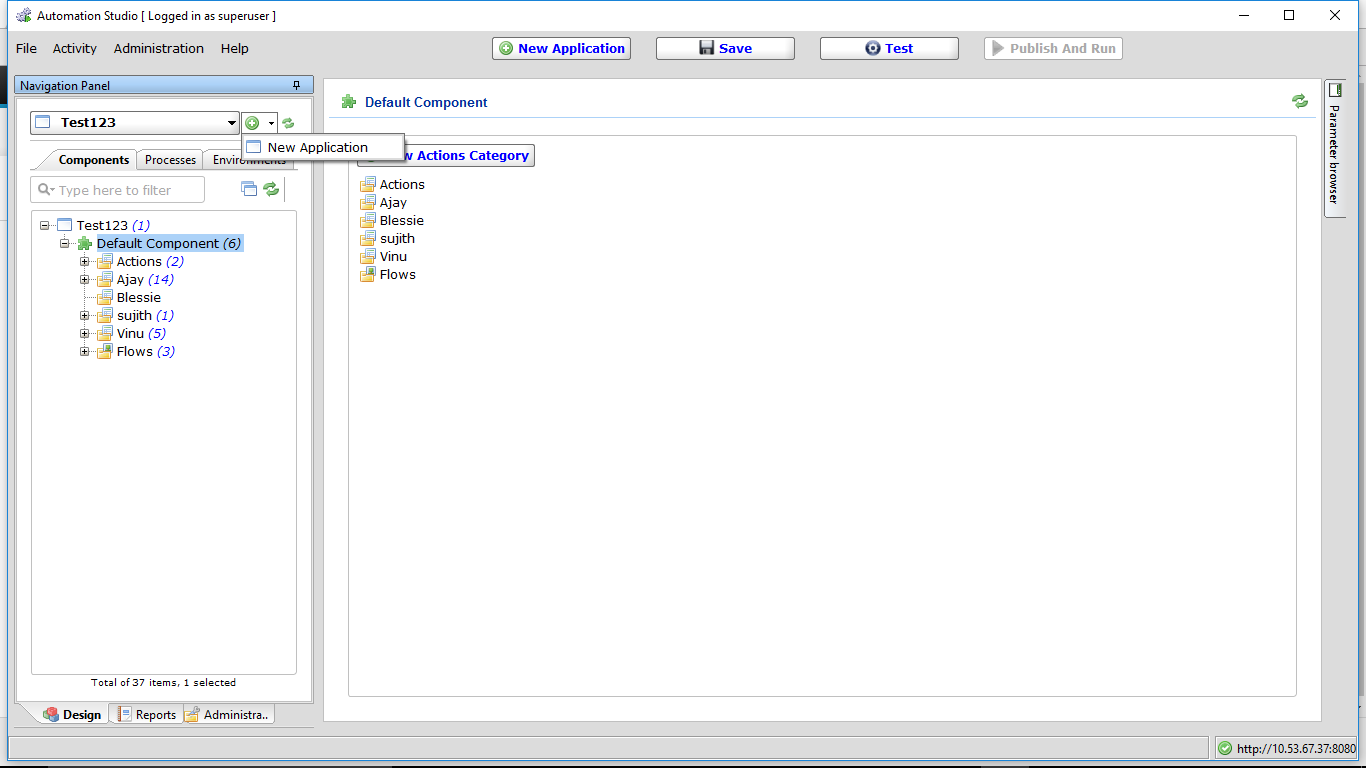 Automation Studio [ Logged in as superuser ]
File Activity Administration Help
New Application Save Test Publish And Run
Navigation Panel
Test123
New Application
Components Processes Environments
Type here to filter
Test123 (1)
Default Component (6)
Actions (2)
Ajay (14)
Blessie
sujith (1)
Vinu (5)
Flows (3)
Total of 37 items, 1 selected
Design Reports Administra..
Default Component
Actions Category
Actions
Ajay
Blessie
sujith
Vinu
Flows
Parameter browser
http://10.53.67.37:8080